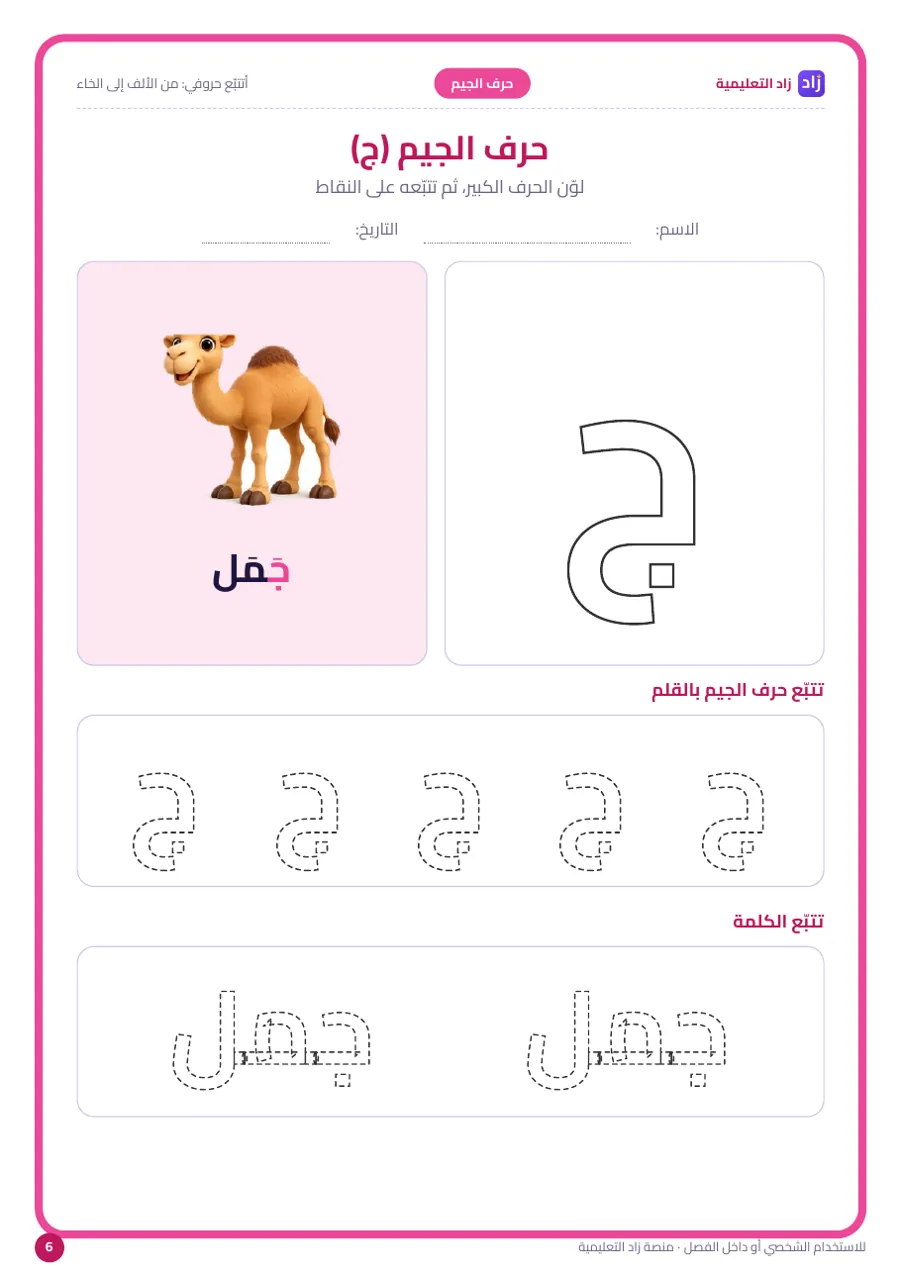 زاد زاد التعليمية
حرف الجيم
أتتبّع حروفي: من الألف إلى الخاء
حرف الجيم (ج)
لوّن الحرف الكبير، ثم تتبّعه على النقاط
الاسم: التاريخ:
ج
جَمَل
تتبّع حرف الجيم بالقلم
ج ج ج ج ج
تتبّع الكلمة
جمل جمل
للاستخدام الشخصي أو داخل الفصل · منصة زاد التعليمية
6